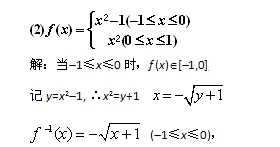 (2) f(x)={x²−1(−1≤x≤0)
x²(0≤x≤1)
解：当−1≤x≤0 时，f(x)∈[−1,0]
记 y=x²−1, ∴x²=y+1 x=−√(y+1)
f⁻¹(x)=−√(x+1) (−1≤x≤0),